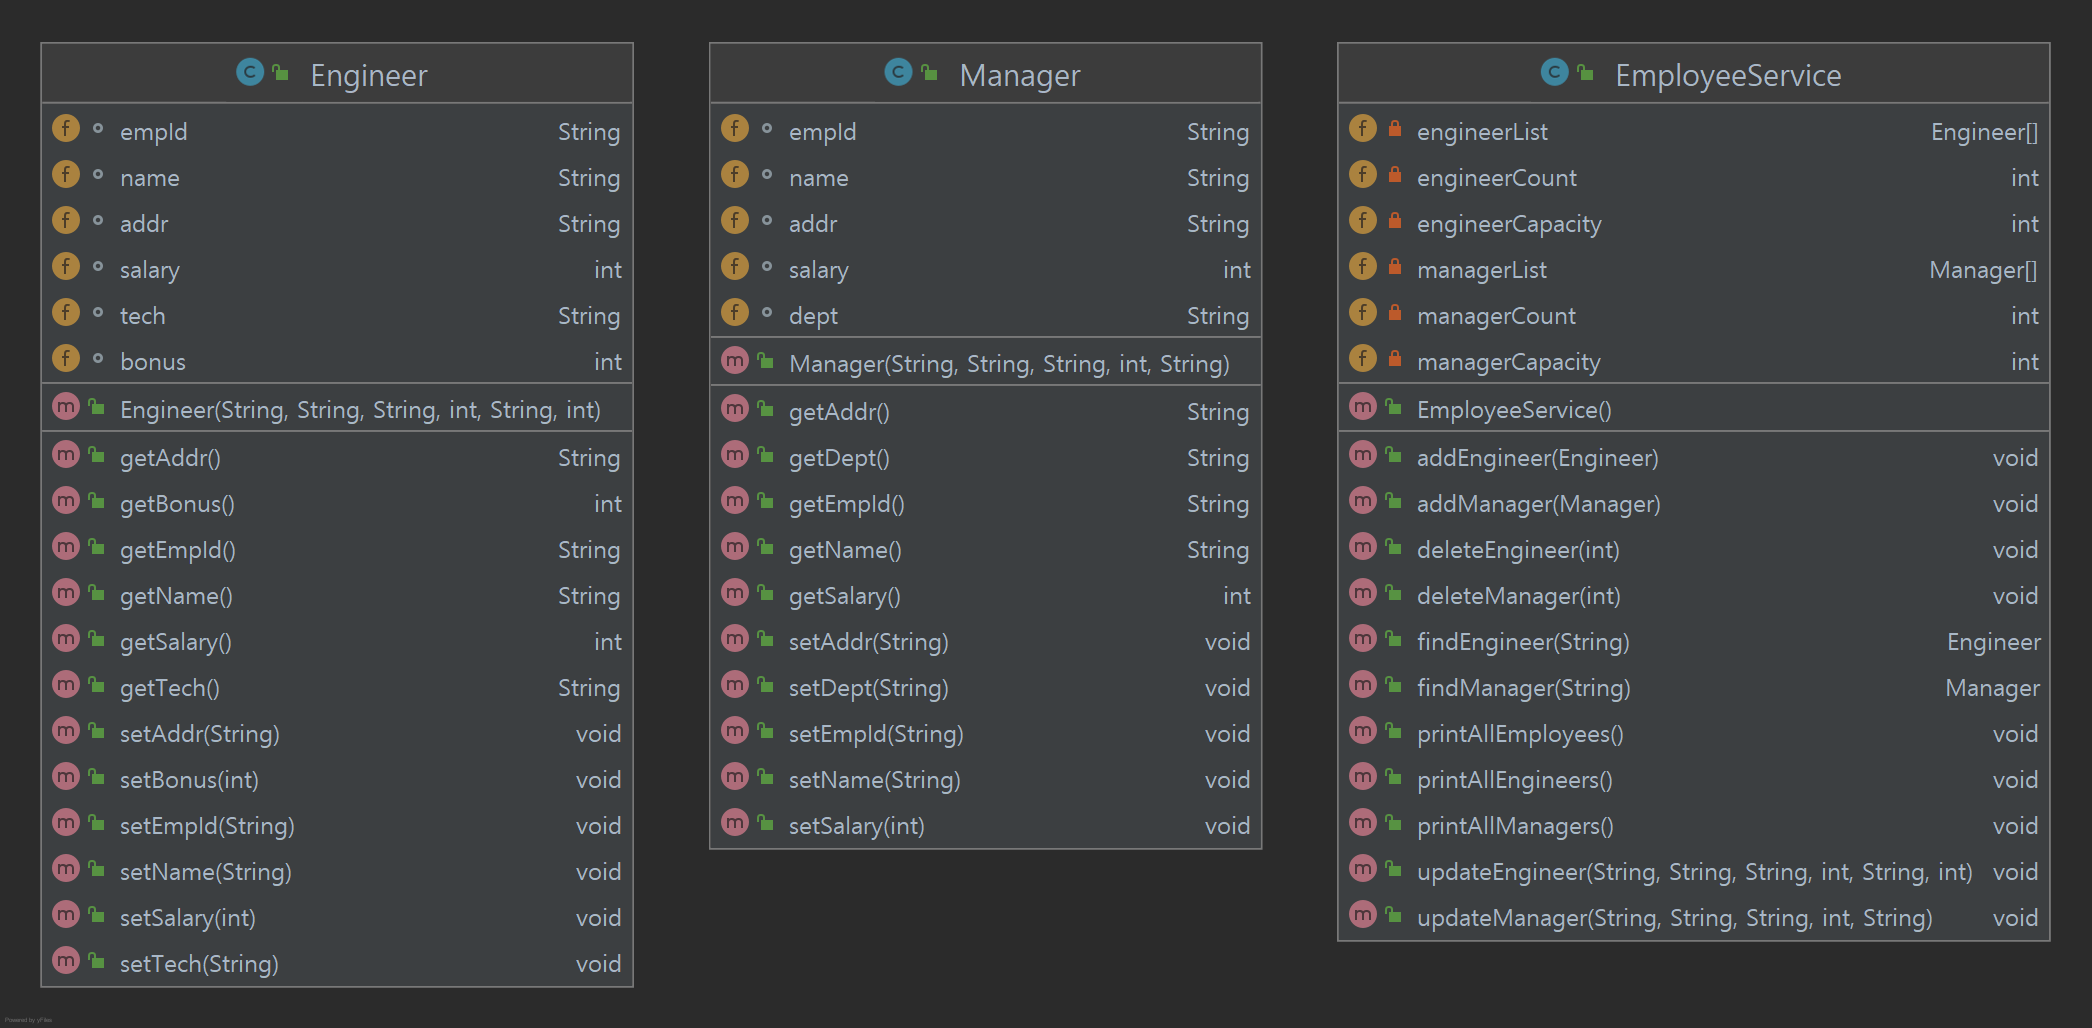 Engineer
empId String
name String
addr String
salary int
tech String
bonus int
Engineer(String, String, String, int, String, int)
getAddr() String
getBonus() int
getEmpId() String
getName() String
getSalary() int
getTech() String
setAddr(String) void
setBonus(int) void
setEmpId(String) void
setName(String) void
setSalary(int) void
setTech(String) void
Manager
empId String
name String
addr String
salary int
dept String
Manager(String, String, String, int, String)
getAddr() String
getDept() String
getEmpId() String
getName() String
getSalary() int
setAddr(String) void
setDept(String) void
setEmpId(String) void
setName(String) void
setSalary(int) void
EmployeeService
engineerList Engineer[]
engineerCount int
engineerCapacity int
managerList Manager[]
managerCount int
managerCapacity int
EmployeeService()
addEngineer(Engineer) void
addManager(Manager) void
deleteEngineer(int) void
deleteManager(int) void
findEngineer(String) Engineer
findManager(String) Manager
printAllEmployees() void
printAllEngineers() void
printAllManagers() void
updateEngineer(String, String, String, int, String, int) void
updateManager(String, String, String, int, String) void
Powered by yFiles